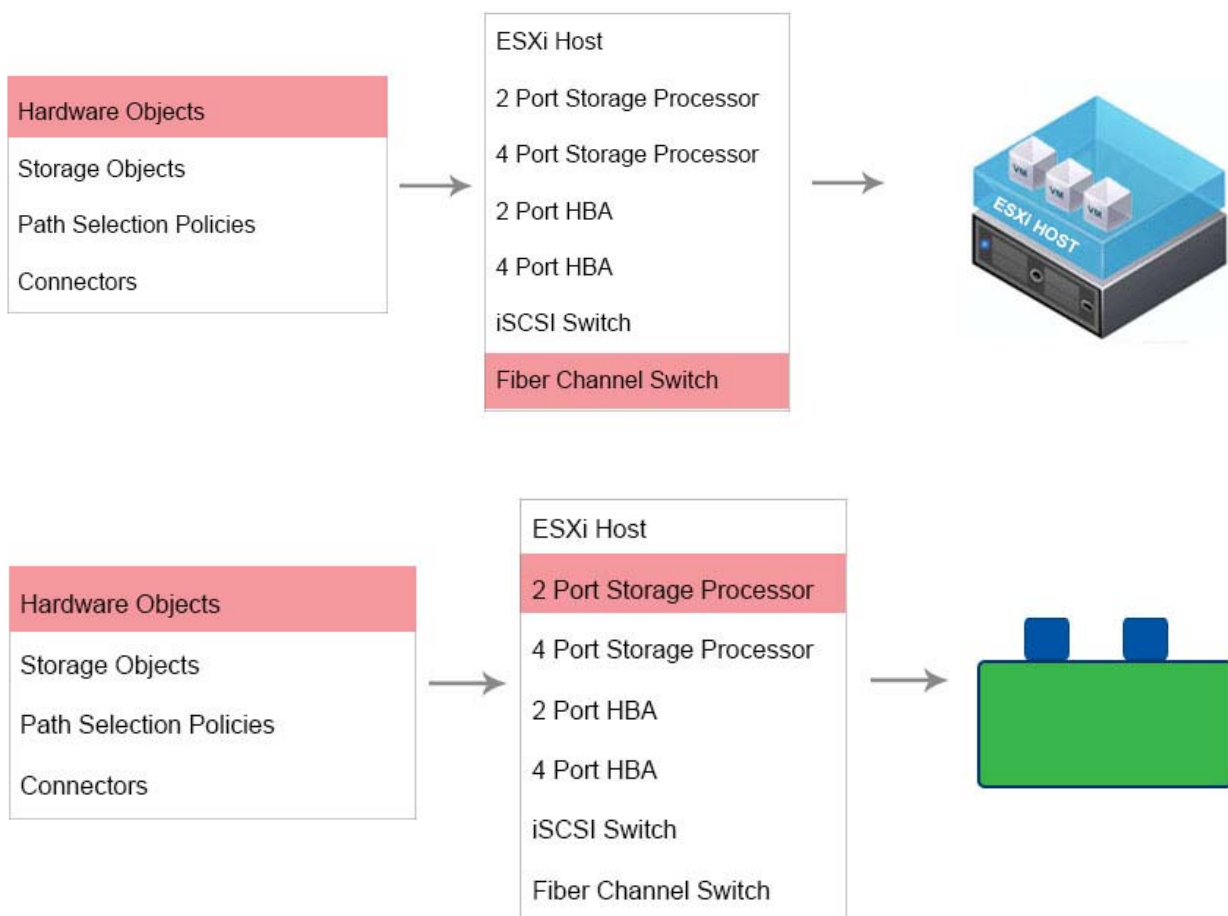 Hardware Objects
Storage Objects
Path Selection Policies
Connectors
ESXi Host
2 Port Storage Processor
4 Port Storage Processor
2 Port HBA
4 Port HBA
iSCSI Switch
Fiber Channel Switch
VM
VM
VM
ESXi HOST
Hardware Objects
Storage Objects
Path Selection Policies
Connectors
ESXi Host
2 Port Storage Processor
4 Port Storage Processor
2 Port HBA
4 Port HBA
iSCSI Switch
Fiber Channel Switch